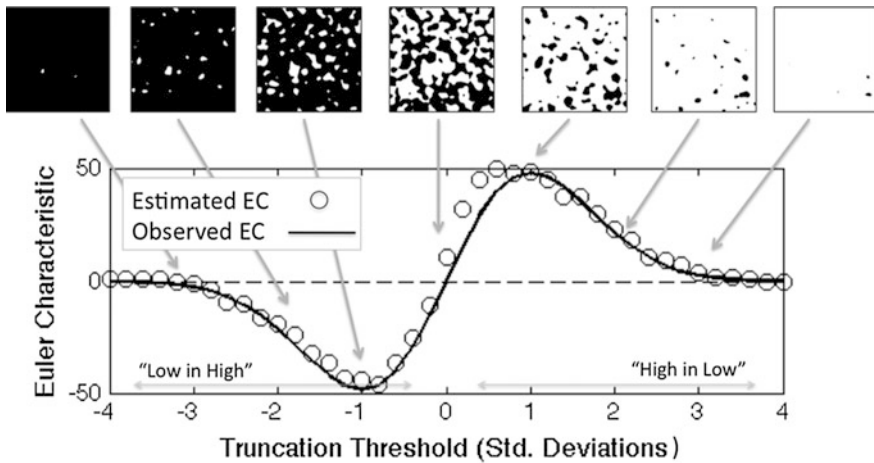 50
Estimated EC
Observed EC
Euler Characteristic
0
“Low in High”
“High in Low”
-50
-4 -3 -2 -1 0 1 2 3 4
Truncation Threshold (Std. Deviations)